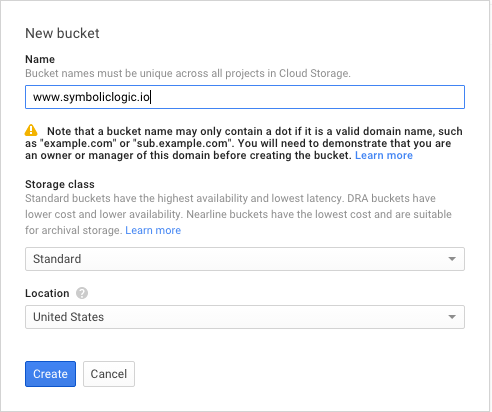 New bucket
Name
Bucket names must be unique across all projects in Cloud Storage.
www.symboliclogic.io
Note that a bucket name may only contain a dot if it is a valid domain name, such
as "example.com" or "sub.example.com". You will need to demonstrate that you are
an owner or manager of this domain before creating the bucket. Learn more
Storage class
Standard buckets have the highest availability and lowest latency. DRA buckets have
lower cost and lower availability. Nearline buckets have the lowest cost and are suitable
for archival storage. Learn more
Standard
Location ?
United States
Create Cancel